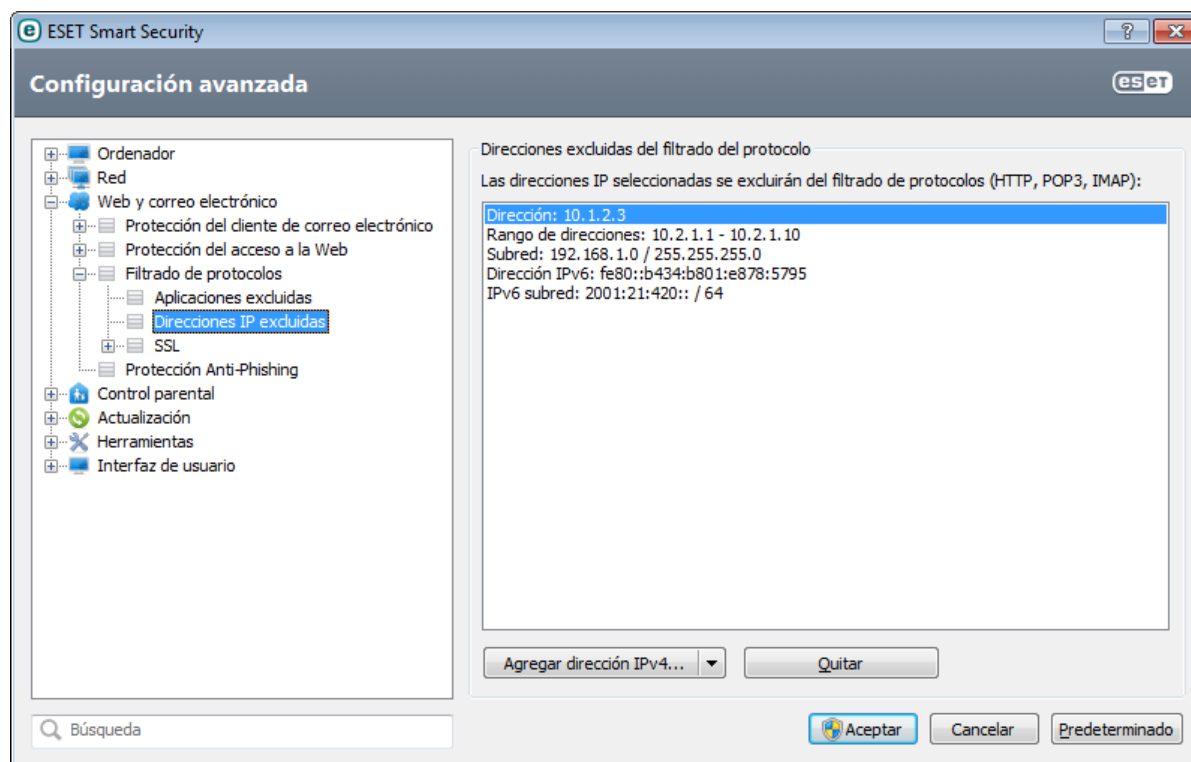 ESET Smart Security
Configuración avanzada
eseT
Ordenador
Red
Web y correo electrónico
Protección del cliente de correo electrónico
Protección del acceso a la Web
Filtrado de protocolos
Aplicaciones excluidas
Direcciones IP excluidas
SSL
Protección Anti-Phishing
Control parental
Actualización
Herramientas
Interfaz de usuario
Búsqueda
Direcciones excluidas del filtrado del protocolo
Las direcciones IP seleccionadas se excluirán del filtrado de protocolos (HTTP, POP3, IMAP):
Dirección: 10.1.2.3
Rango de direcciones: 10.2.1.1 - 10.2.1.10
Subred: 192.168.1.0 / 255.255.255.0
Dirección IPv6: fe80::b434:b801:e878:5795
IPv6 subred: 2001:21:420:: / 64
Agregar dirección IPv4... Quitar
Aceptar Cancelar Predeterminado